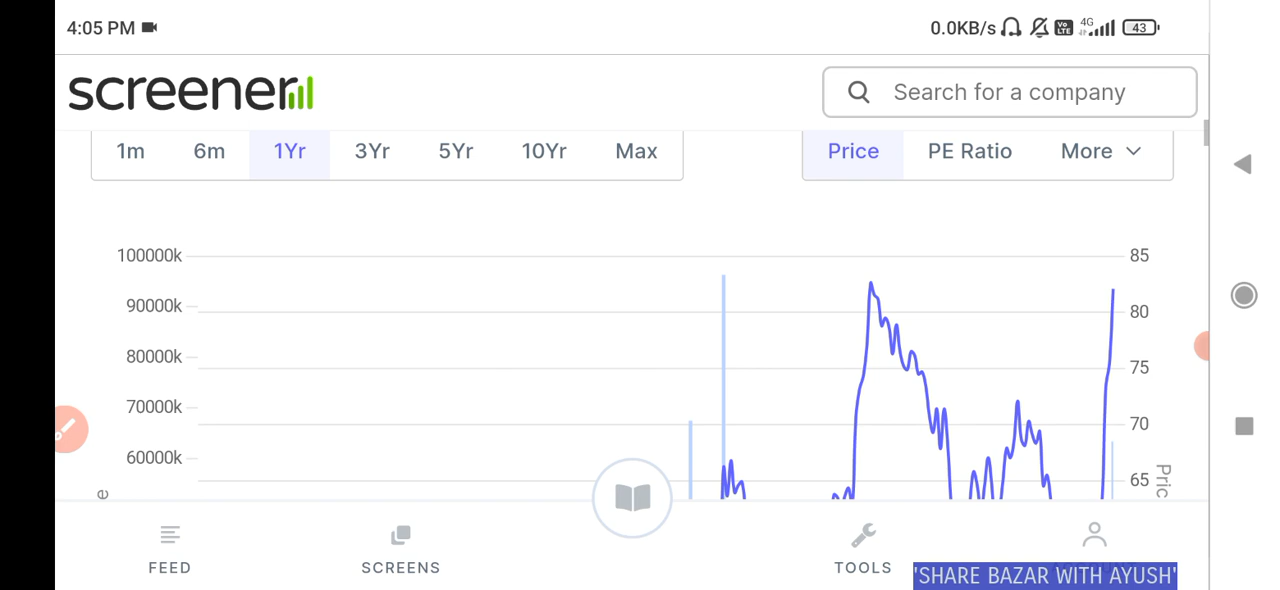 4:05 PM 0.0KB/s Vo LTE 4G 43
screener Search for a company
1m 6m 1Yr 3Yr 5Yr 10Yr Max Price PE Ratio More
100000k 85
90000k 80
80000k 75
70000k 70
60000k 65
e Pric
FEED SCREENS TOOLS
'SHARE BAZAR WITH AYUSH'